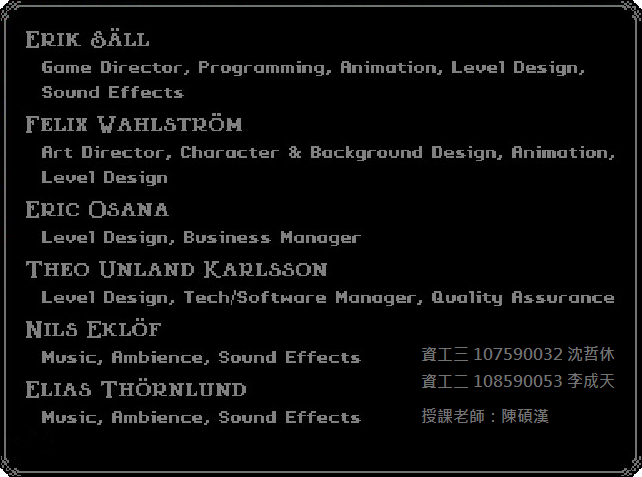 Erik Säll
Game Director, Programming, Animation, Level Design,
Sound Effects
Felix Wahlström
Art Director, Character & Background Design, Animation,
Level Design
Eric Osana
Level Design, Business Manager
Theo Unland Karlsson
Level Design, Tech/Software Manager, Quality Assurance
Nils Eklöf
Music, Ambience, Sound Effects
Elias Thörnlund
Music, Ambience, Sound Effects
資工三 107590032 沈哲休
資工二 108590053 李成天
授課老師：陳碩漢